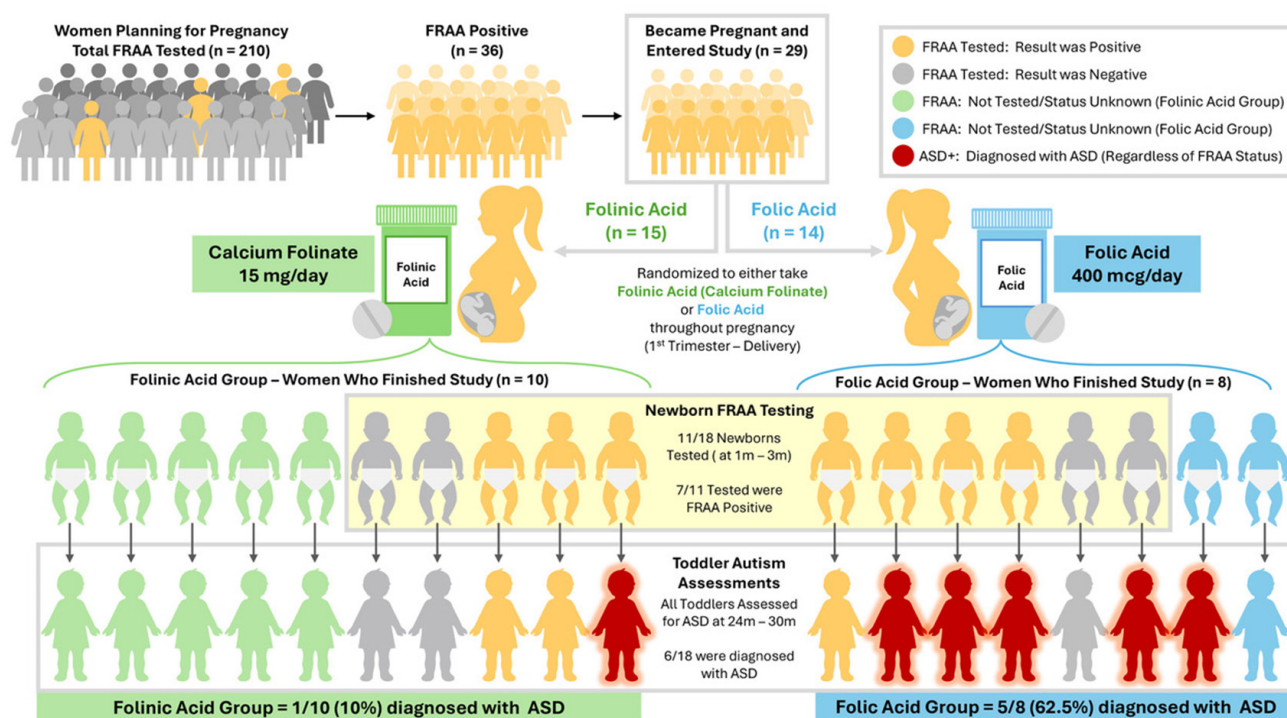 Women Planning for Pregnancy
Total FRAA Tested (n = 210)
FRAA Positive
(n = 36)
Became Pregnant and
Entered Study (n = 29)
FRAA Tested: Result was Positive
FRAA Tested: Result was Negative
FRAA: Not Tested/Status Unknown (Folinic Acid Group)
FRAA: Not Tested/Status Unknown (Folic Acid Group)
ASD+: Diagnosed with ASD (Regardless of FRAA Status)
Calcium Folinate
15 mg/day
Folinic
Acid
Folinic Acid
(n = 15)
Folic Acid
(n = 14)
Randomized to either take
Folinic Acid (Calcium Folinate)
or Folic Acid
throughout pregnancy
(1st Trimester – Delivery)
Folic
Acid
Folic Acid
400 mcg/day
Folinic Acid Group – Women Who Finished Study (n = 10)
Folic Acid Group – Women Who Finished Study (n = 8)
Newborn FRAA Testing
11/18 Newborns
Tested ( at 1m – 3m)
7/11 Tested were
FRAA Positive
Toddler Autism
Assessments
All Toddlers Assessed
for ASD at 24m – 30m
6/18 were diagnosed
with ASD
Folinic Acid Group = 1/10 (10%) diagnosed with ASD
Folic Acid Group = 5/8 (62.5%) diagnosed with ASD